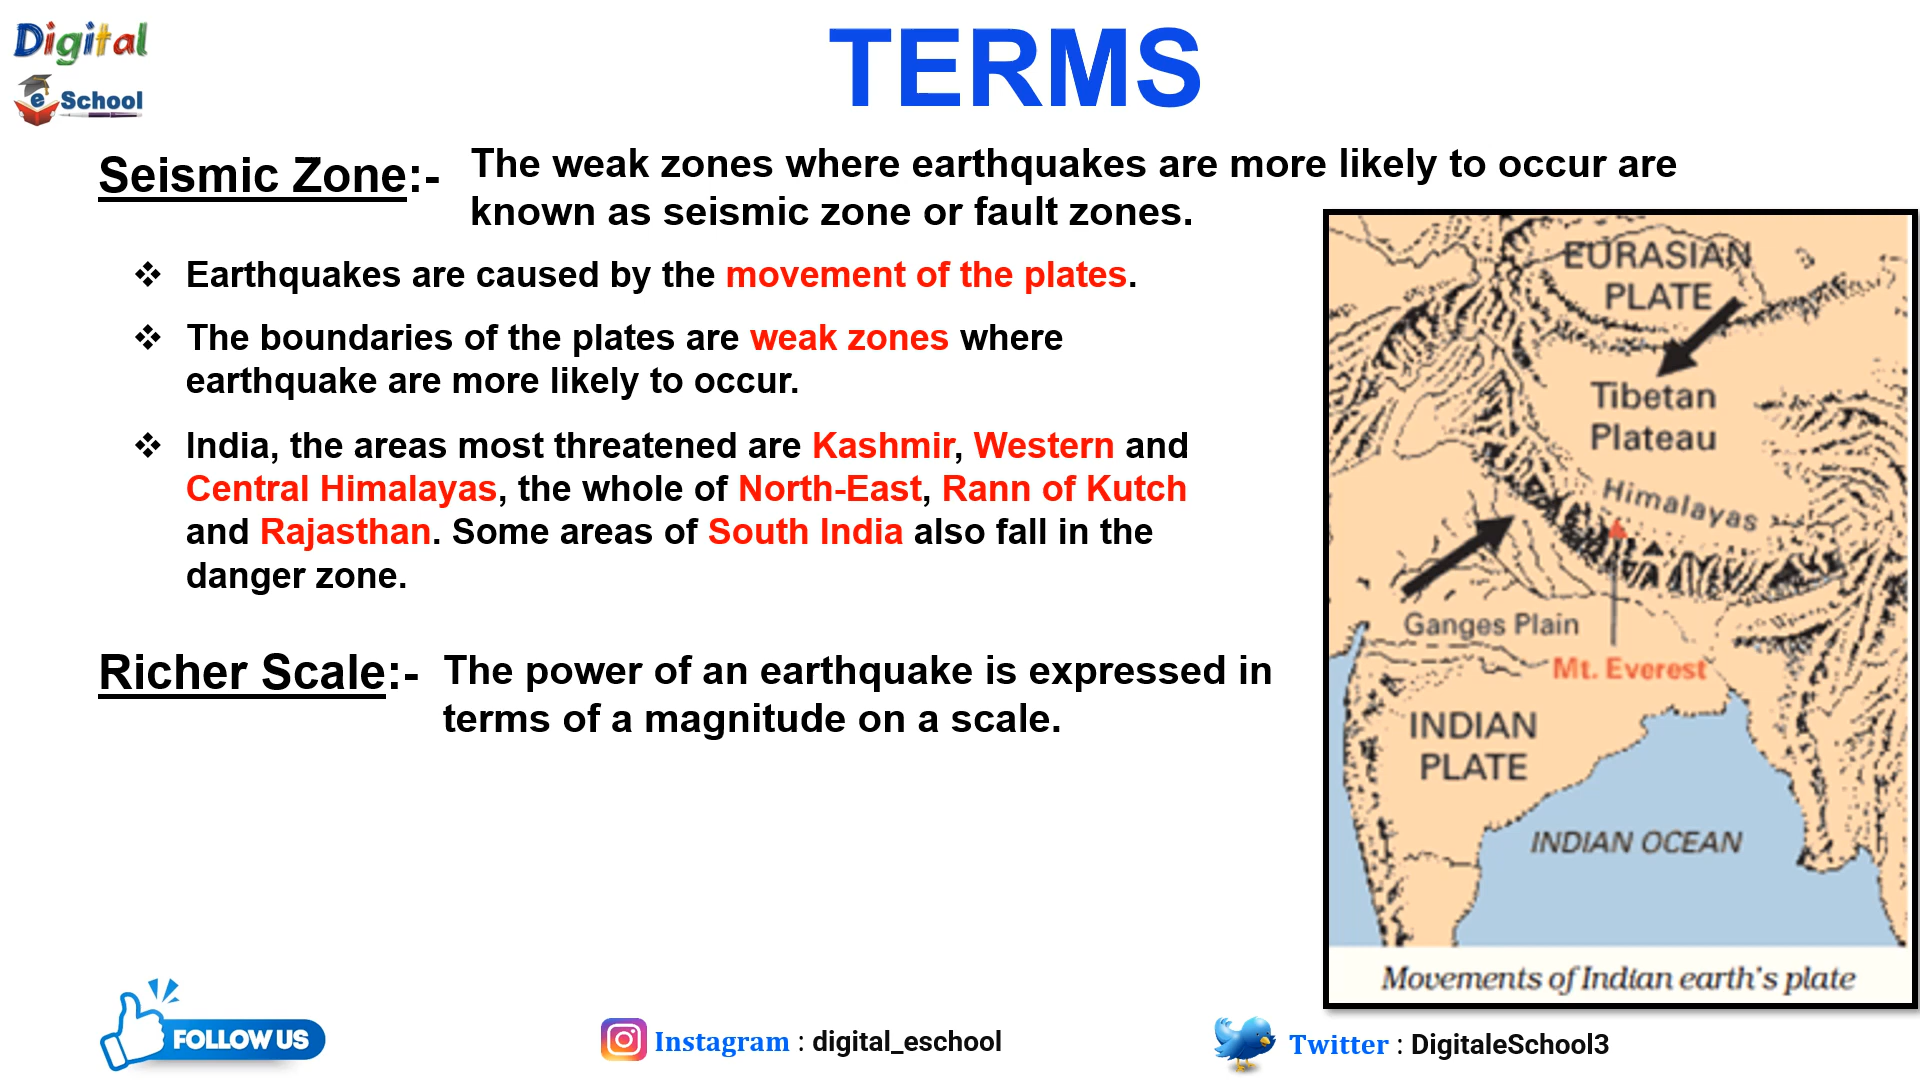 Digital
e School
TERMS
Seismic Zone:- The weak zones where earthquakes are more likely to occur are
known as seismic zone or fault zones.
❖ Earthquakes are caused by the movement of the plates.
❖ The boundaries of the plates are weak zones where
earthquake are more likely to occur.
❖ India, the areas most threatened are Kashmir, Western and
Central Himalayas, the whole of North-East, Rann of Kutch
and Rajasthan. Some areas of South India also fall in the
danger zone.
Richer Scale:- The power of an earthquake is expressed in
terms of a magnitude on a scale.
EURASIAN
PLATE
Tibetan
Plateau
Himalayas
Ganges Plain
Mt. Everest
INDIAN
PLATE
INDIAN OCEAN
Movements of Indian earth's plate
FOLLOW US
Instagram : digital_eschool
Twitter : DigitaleSchool3